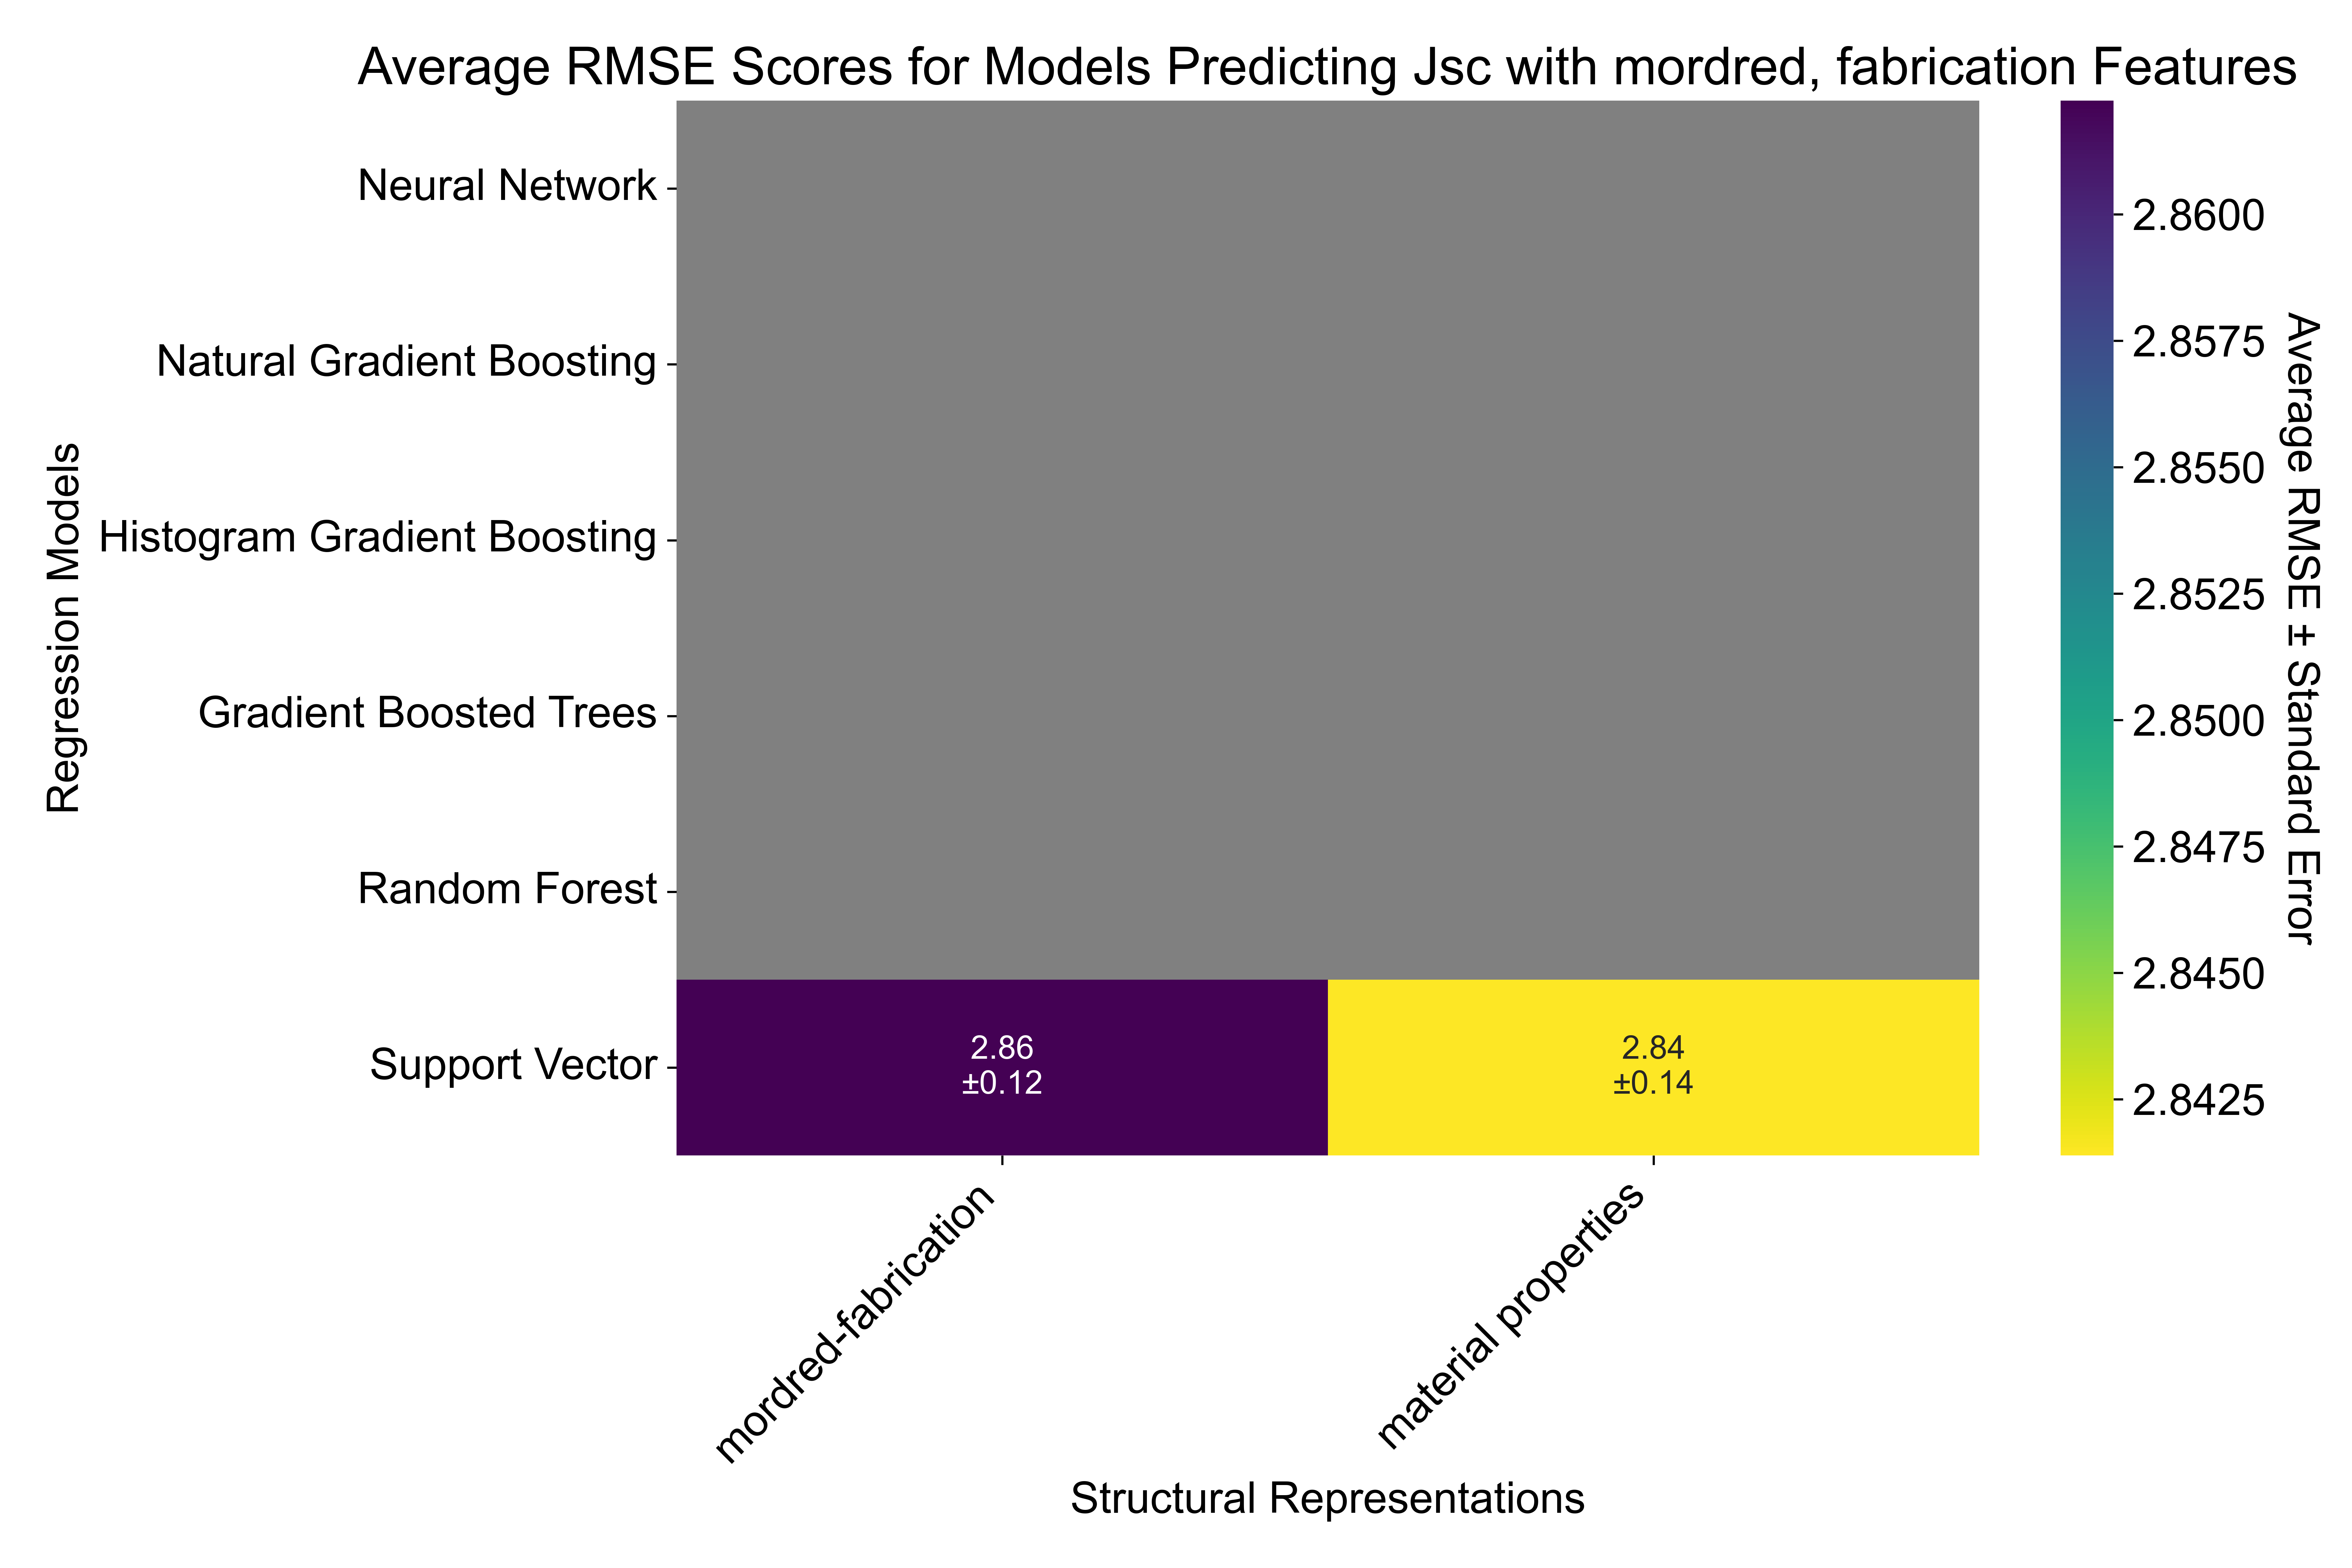 Average RMSE Scores for Models Predicting Jsc with mordred, fabrication Features
Regression Models
Neural Network
Natural Gradient Boosting
Histogram Gradient Boosting
Gradient Boosted Trees
Random Forest
Support Vector
2.86
±0.12
2.84
±0.14
mordred-fabrication
material properties
Structural Representations
2.8600
2.8575
2.8550
2.8525
2.8500
2.8475
2.8450
2.8425
Average RMSE ± Standard Error